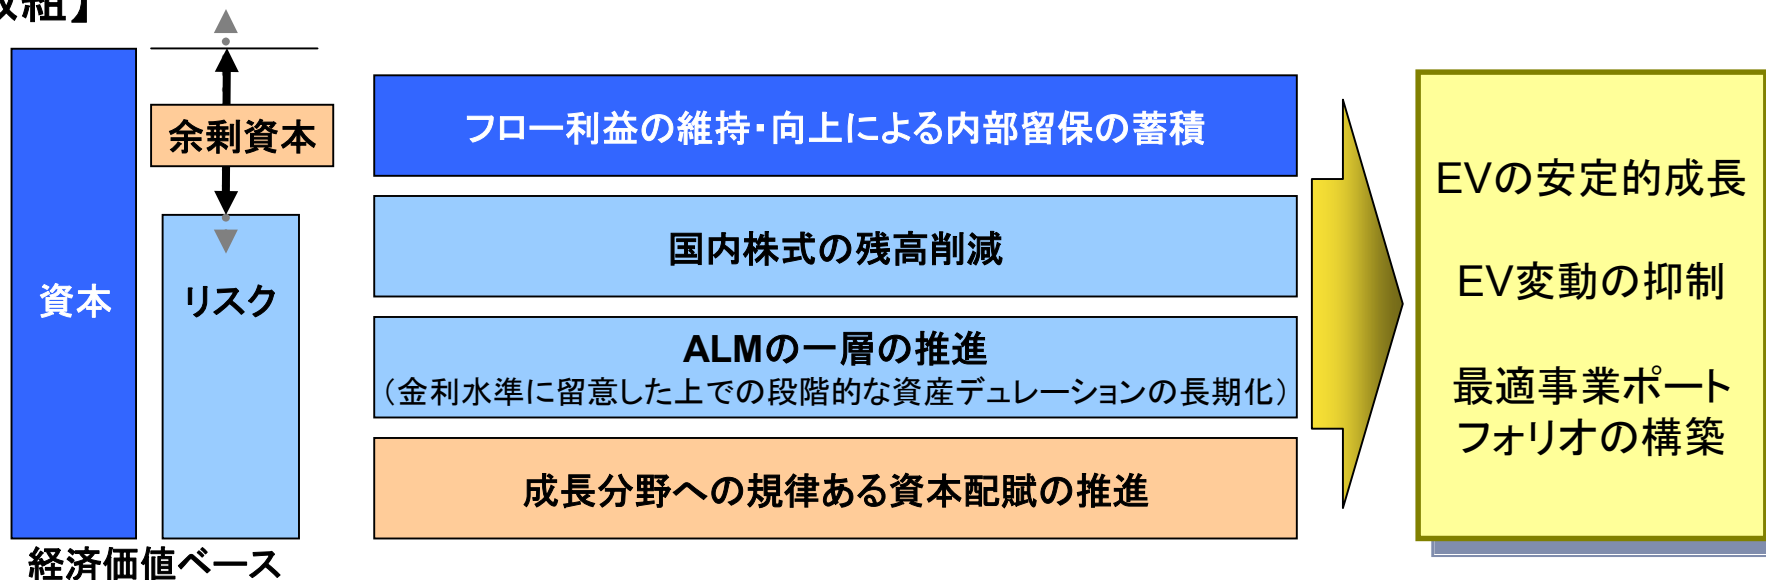 取組】
余剰資本
資本
リスク
経済価値ベース
フロー利益の維持・向上による内部留保の蓄積
国内株式の残高削減
ALMの一層の推進
（金利水準に留意した上での段階的な資産デュレーションの長期化）
成長分野への規律ある資本配賦の推進
EVの安定的成長
EV変動の抑制
最適事業ポート
フォリオの構築